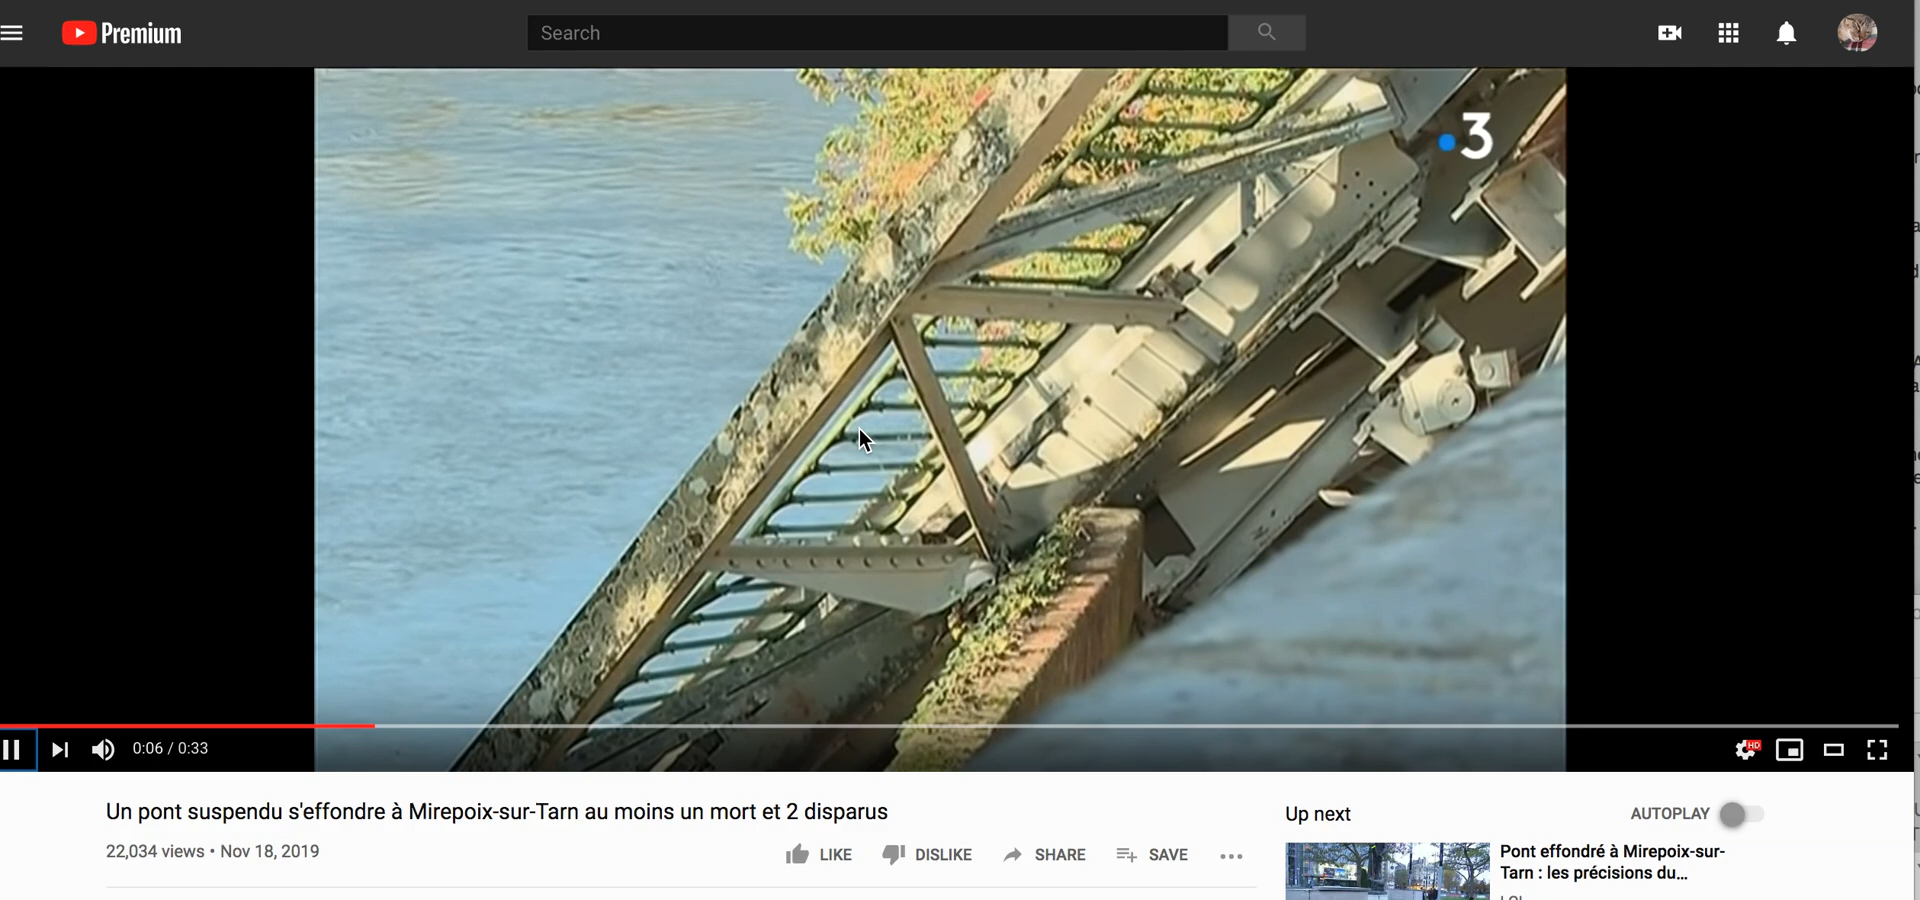 Premium
Search
3
0:06 / 0:33
HD
Un pont suspendu s'effondre à Mirepoix-sur-Tarn au moins un mort et 2 disparus
22,034 views • Nov 18, 2019
LIKE
DISLIKE
SHARE
SAVE
Up next
AUTOPLAY
Pont effondré à Mirepoix-sur-
Tarn : les précisions du...